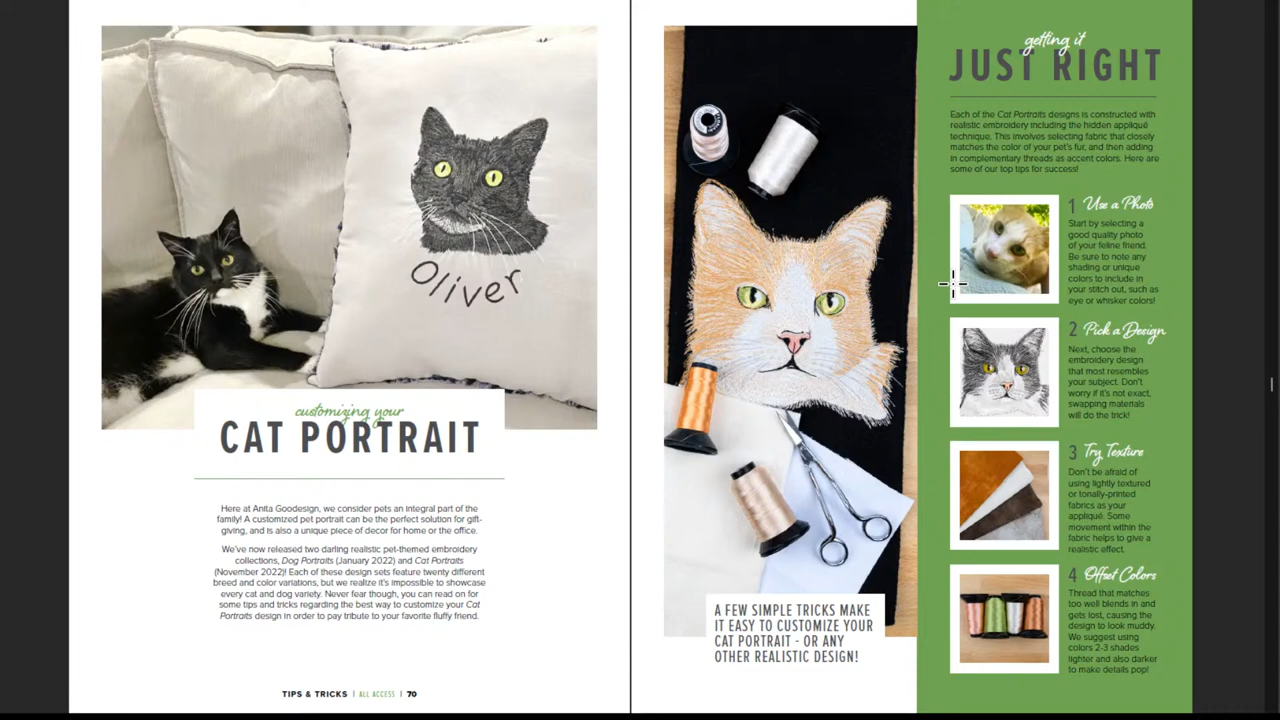 Oliver
customizing your
CAT PORTRAIT
Here at Anita Goodesign, we consider pets an integral part of the
family! A customized pet portrait can be the perfect solution for gift-
giving, and is also a unique piece of decor for home or the office.
We've now released two darling realistic pet-themed embroidery
collections, Dog Portraits (January 2022) and Cat Portraits
(November 2022)! Each of these design sets feature twenty different
breed and color variations, but we realize it's impossible to showcase
every cat and dog variety. Never fear though, you can read on for
some tips and tricks regarding the best way to customize your Cat
Portraits design in order to pay tribute to your favorite fluffy friend.
TIPS & TRICKS | ALL ACCESS | 70
A FEW SIMPLE TRICKS MAKE
IT EASY TO CUSTOMIZE YOUR
CAT PORTRAIT - OR ANY
OTHER REALISTIC DESIGN!
getting it
JUST RIGHT
Each of the Cat Portraits designs is constructed with
realistic embroidery including the hidden appliqué
technique. This involves selecting fabric that closely
matches the color of your pet's fur, and then adding
in complementary threads as accent colors. Here are
some of our top tips for success!
1 Use a Photo
Start by selecting a
good quality photo
of your feline friend.
Be sure to note any
shading or unique
colors to include in
your stitch out, such as
eye or whisker colors!
2 Pick a Design
Next, choose the
embroidery design
that most resembles
your subject. Don't
worry if it's not exact,
swapping materials
will do the trick!
3 Try Texture
Don't be afraid of
using lightly textured
or tonally-printed
fabrics as your
appliqué. Some
movement within the
fabric helps to give a
realistic effect.
4 Offset Colors
Thread that matches
too well blends in and
gets lost, causing the
design to look muddy.
We suggest using
colors 2-3 shades
lighter and also darker
to make details pop!